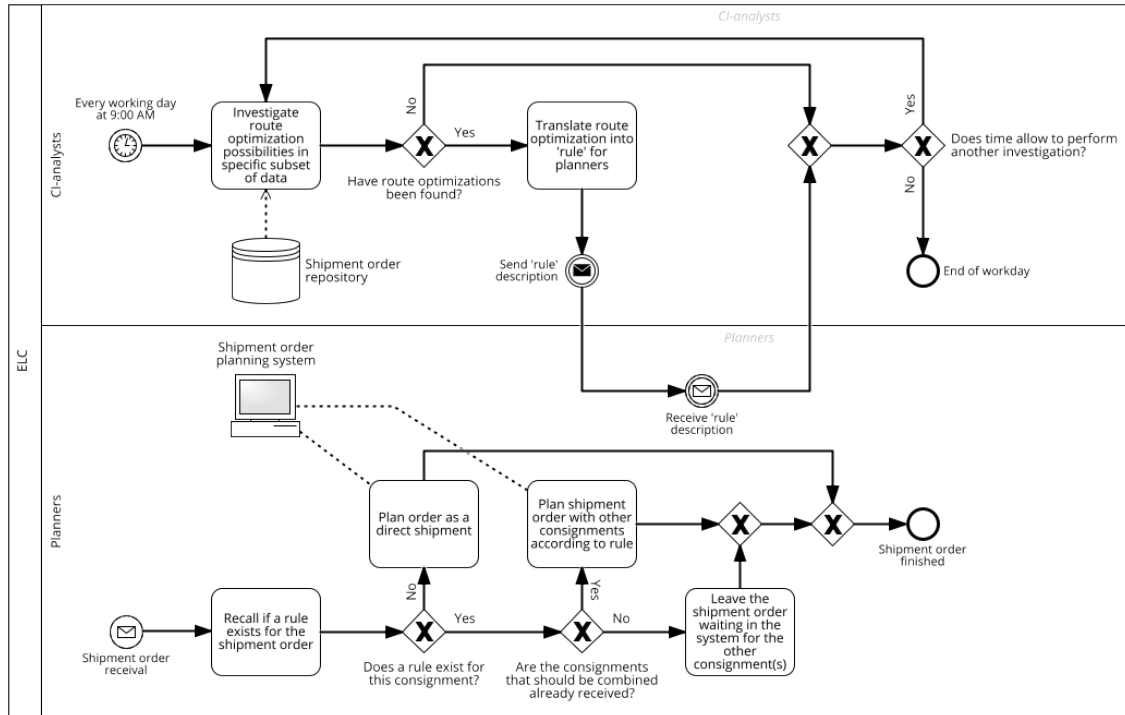 CI-analysts
ELC
CI-analysts
Every working day
at 9:00 AM
Investigate
route
optimization
possibilities in
specific subset
of data
No
Yes
Have route optimizations
been found?
Translate route
optimization into
'rule' for
planners
Yes
No
Does time allow to perform
another investigation?
Shipment order
repository
Send 'rule'
description
End of workday
Planners
Planners
Shipment order
planning system
Receive 'rule'
description
Plan order as a
direct shipment
Plan shipment
order with other
consignments
according to rule
Shipment order
finished
Shipment order
receival
Recall if a rule
exists for the
shipment order
No
Yes
Does a rule exist for
this consignment?
Yes
No
Are the consignments
that should be combined
already received?
Leave the
shipment order
waiting in the
system for the
other
consignment(s)